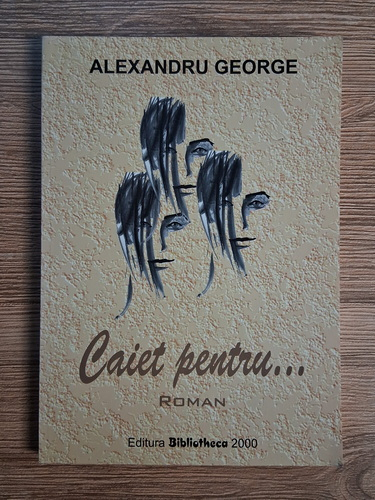 ALEXANDRU GEORGE
Caiet pentru...
ROMAN
Editura Bibliotheca 2000